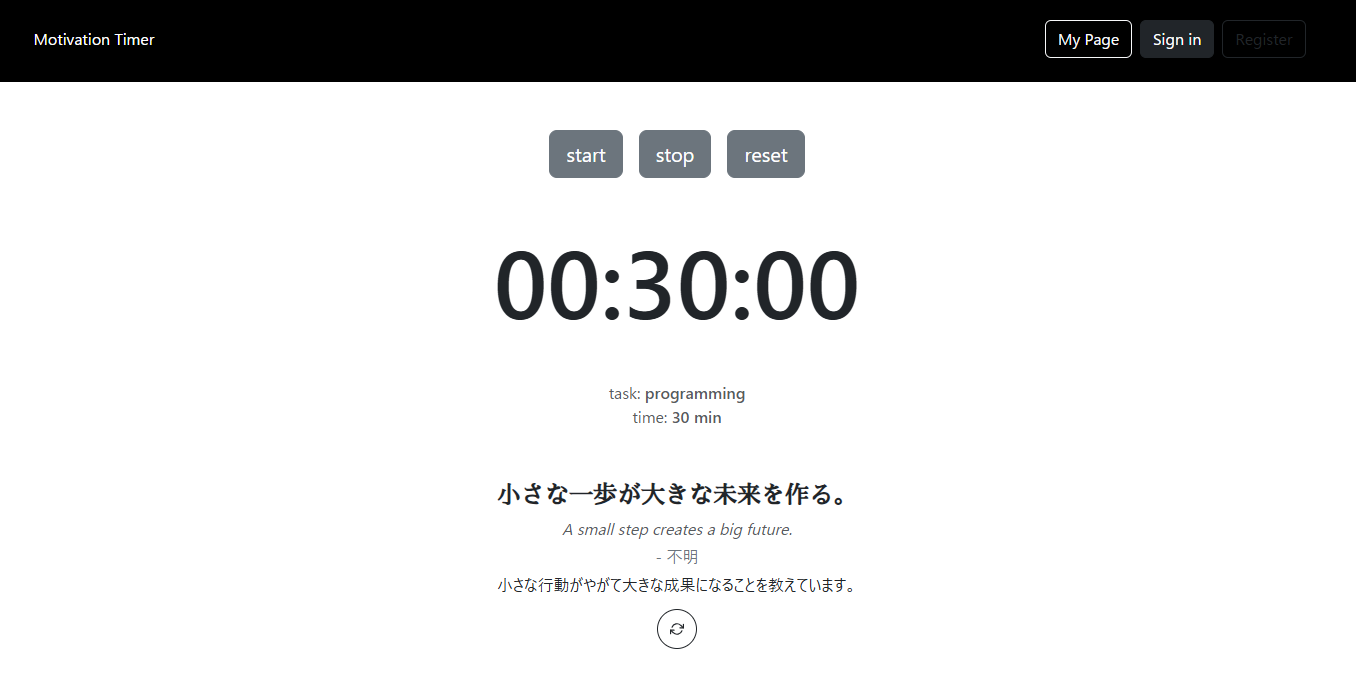 Motivation Timer
My Page Sign in Register
start stop reset
00:30:00
task: programming
time: 30 min
小さな一歩が大きな未来を作る。
A small step creates a big future.
- 不明
小さな行動がやがて大きな成果になることを教えています。